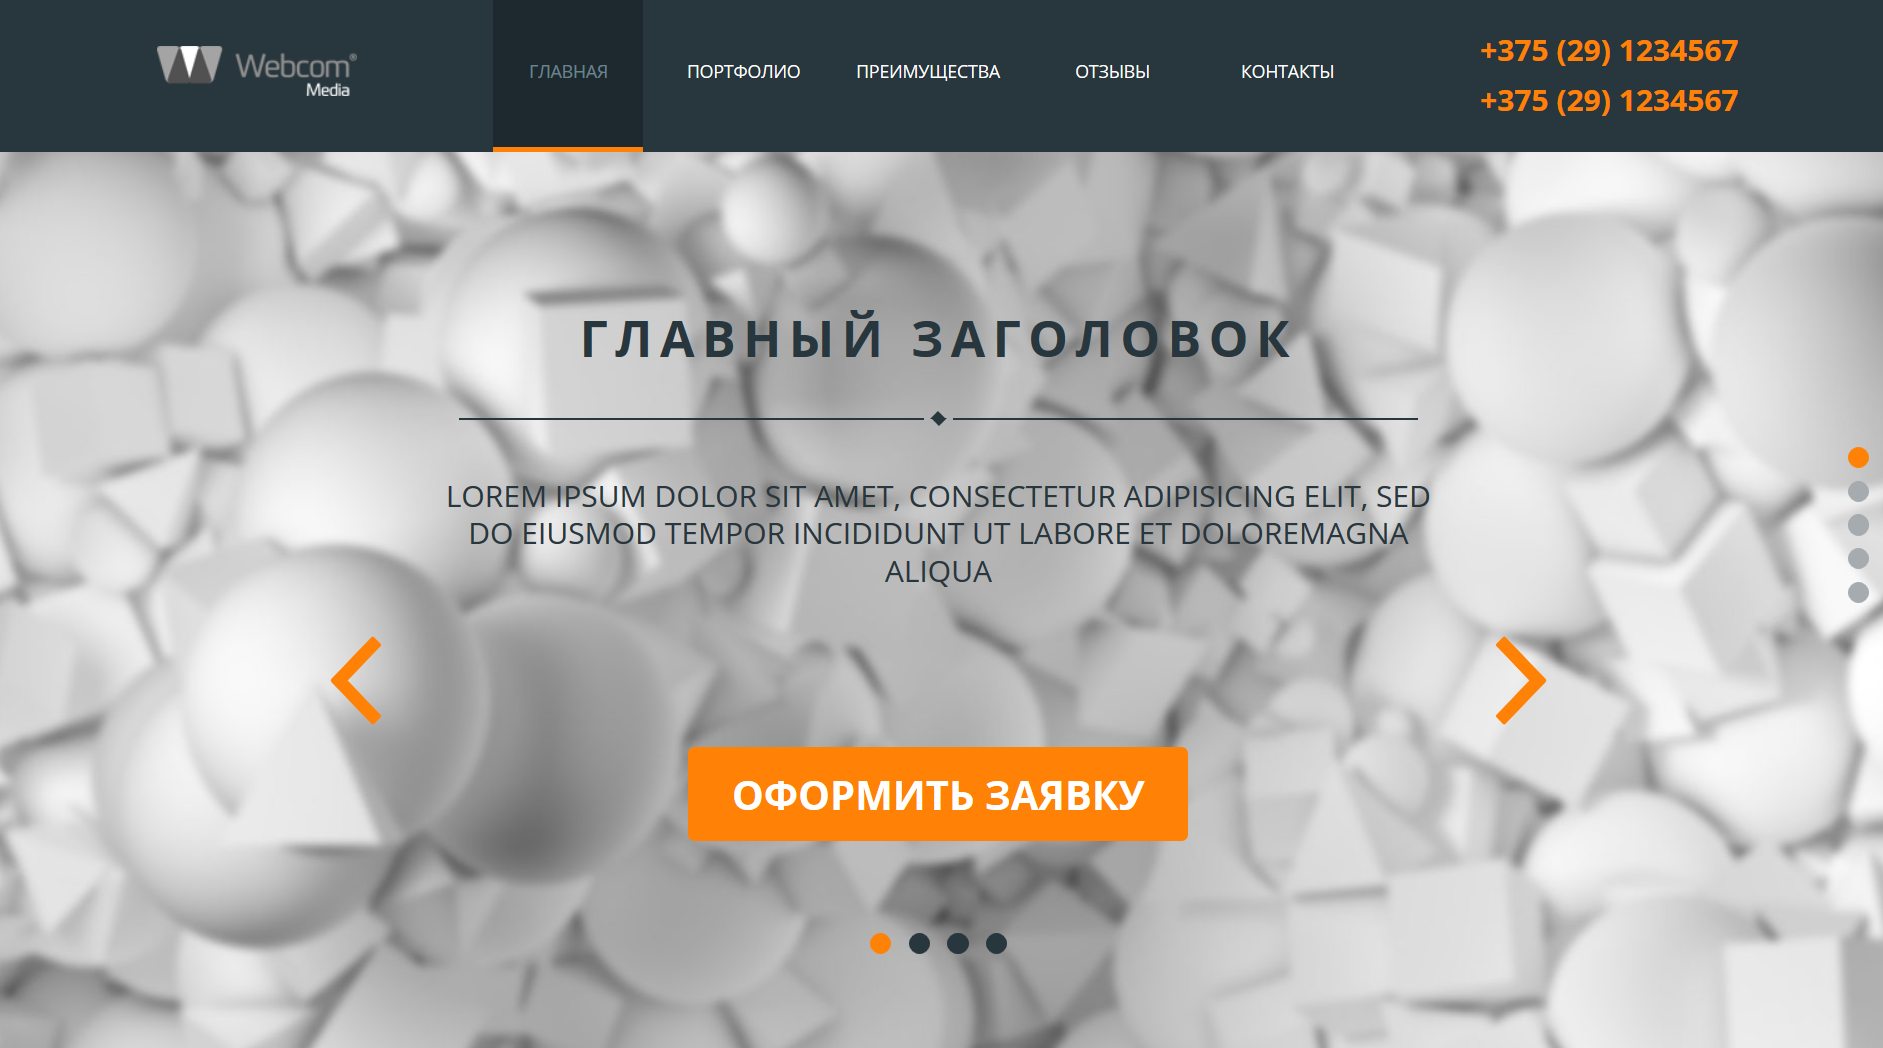 Webcom®
Media
ГЛАВНАЯ
ПОРТФОЛИО
ПРЕИМУЩЕСТВА
ОТЗЫВЫ
КОНТАКТЫ
+375 (29) 1234567
+375 (29) 1234567
ГЛАВНЫЙ ЗАГОЛОВОК
LOREM IPSUM DOLOR SIT AMET, CONSECTETUR ADIPISICING ELIT, SED
DO EIUSMOD TEMPOR INCIDIDUNT UT LABORE ET DOLOREMAGNA
ALIQUA
ОФОРМИТЬ ЗАЯВКУ